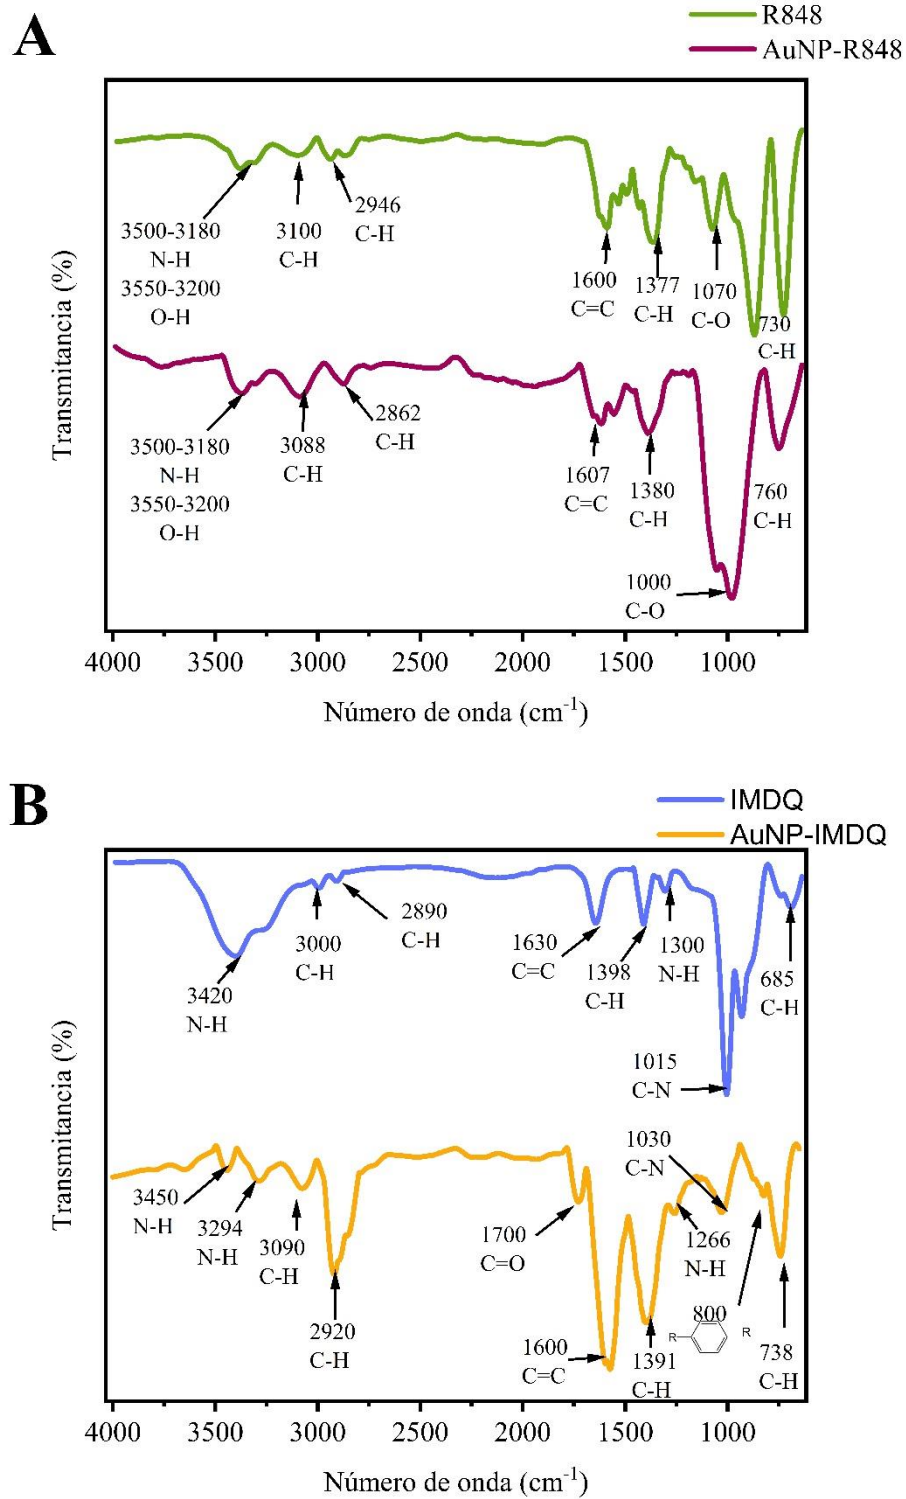 A
R848
AuNP-R848
Transmitancia (%)
3500-3180
N-H
3550-3200
O-H
3100
C-H
2946
C-H
1600
C=C
1377
C-H
1070
C-O
730
C-H
3500-3180
N-H
3550-3200
O-H
3088
C-H
2862
C-H
1607
C=C
1380
C-H
760
C-H
1000
C-O
4000 3500 3000 2500 2000 1500 1000
Número de onda (cm-1)
B
IMDQ
AuNP-IMDQ
Transmitancia (%)
3420
N-H
3000
C-H
2890
C-H
1630
C=C
1398
C-H
1300
N-H
685
C-H
1015
C-N
1030
C-N
3450
N-H
3294
N-H
3090
C-H
2920
C-H
1700
C=O
1600
C=C
1391
C-H
1266
N-H
800
R R
738
C-H
4000 3500 3000 2500 2000 1500 1000
Número de onda (cm-1)